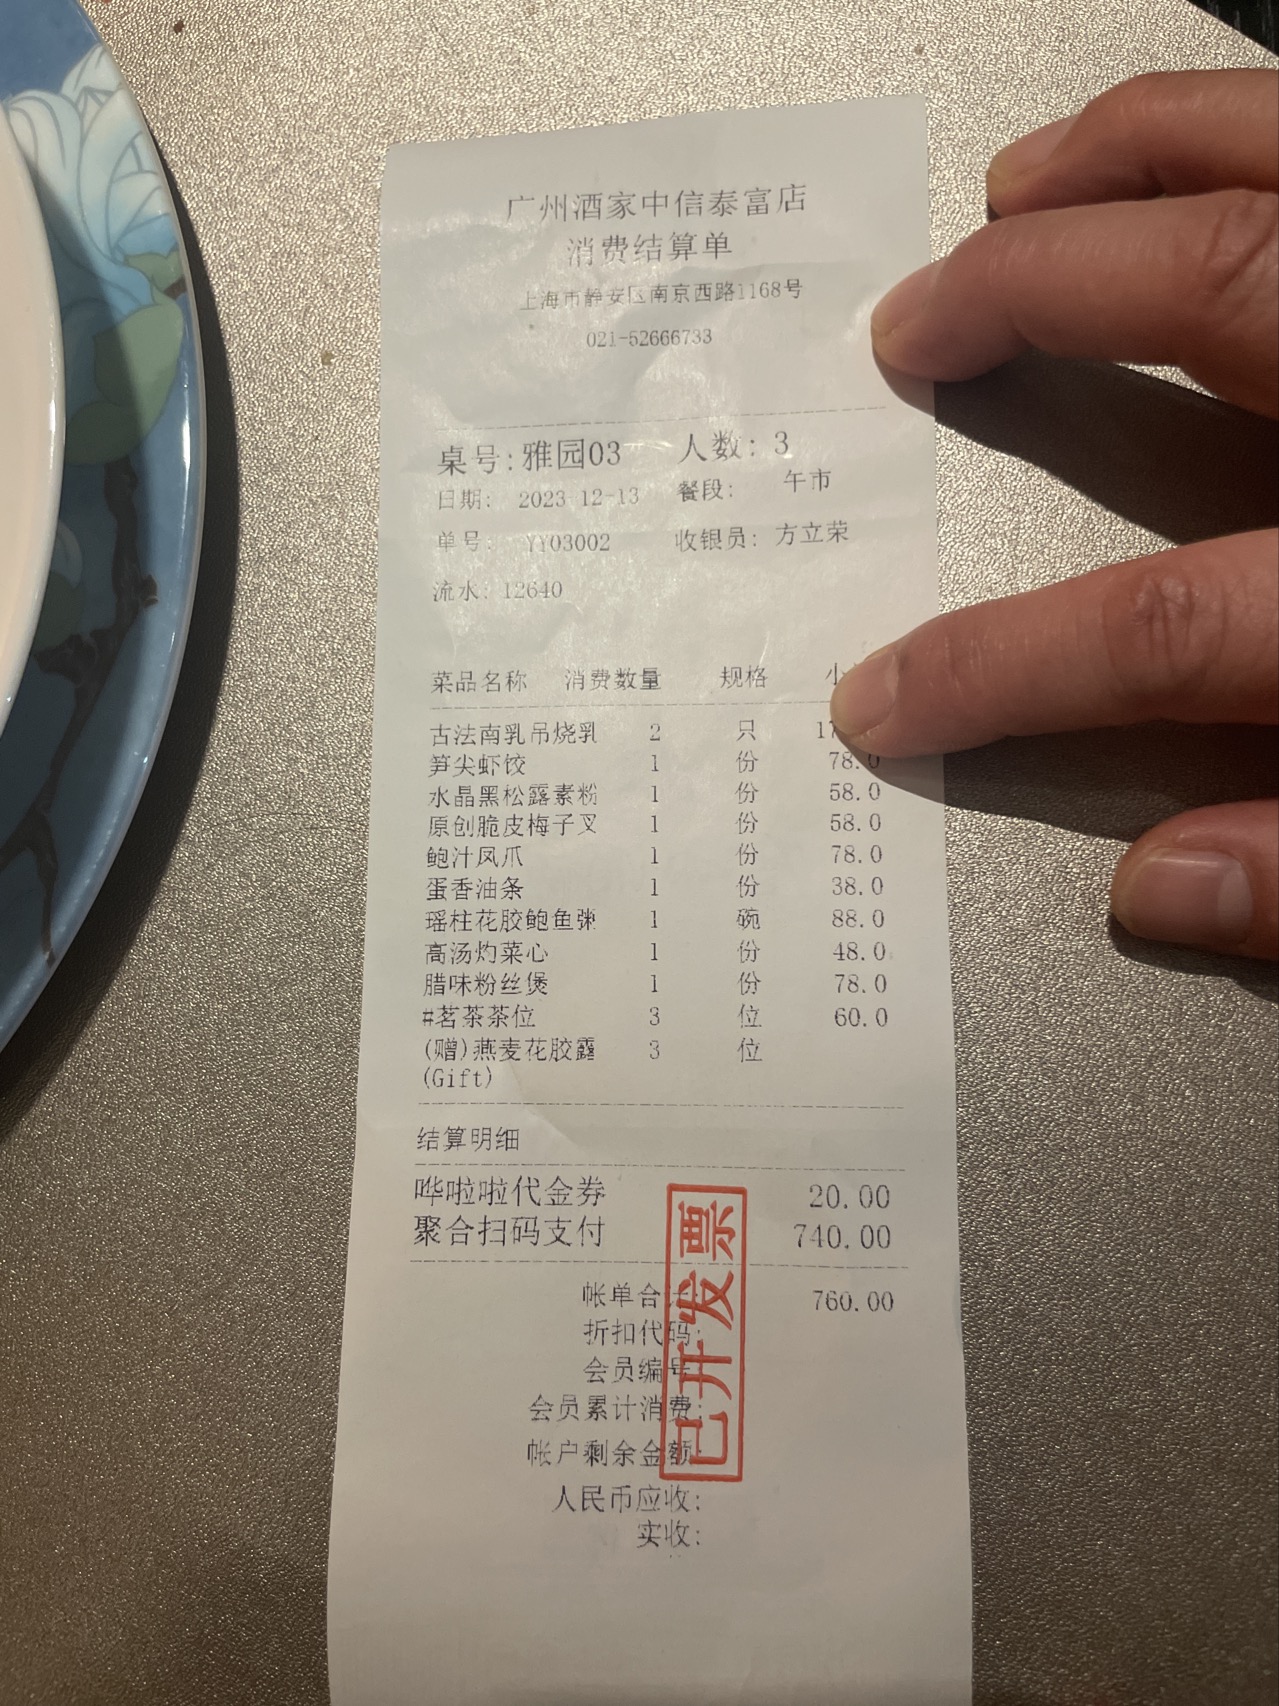 广州酒家中信泰富店
消费结算单
上海市静安区南京西路1168号
021-52666733
桌号:雅园03 人数: 3
日期: 2023-12-13 餐段: 午市
单号: YY03002 收银员: 方立荣
流水: 12640
菜品名称 消费数量 规格 小
古法南乳吊烧乳 2 只
笋尖虾饺 1 份 78.0
水晶黑松露素粉 1 份 58.0
原创脆皮梅子叉 1 份 58.0
鲍汁凤爪 1 份 78.0
蛋香油条 1 份 38.0
瑶柱花胶鲍鱼粥 1 碗 88.0
高汤灼菜心 1 份 48.0
腊味粉丝煲 1 份 78.0
#茗茶茶位 3 位 60.0
(赠)燕麦花胶露 3 位
(Gift)
结算明细
哗啦啦代金券 20.00
聚合扫码支付 740.00
帐单合计: 760.00
折扣代码:
会员编号:
会员累计消费:
帐户剩余金额:
人民币应收:
实收:
已开发票